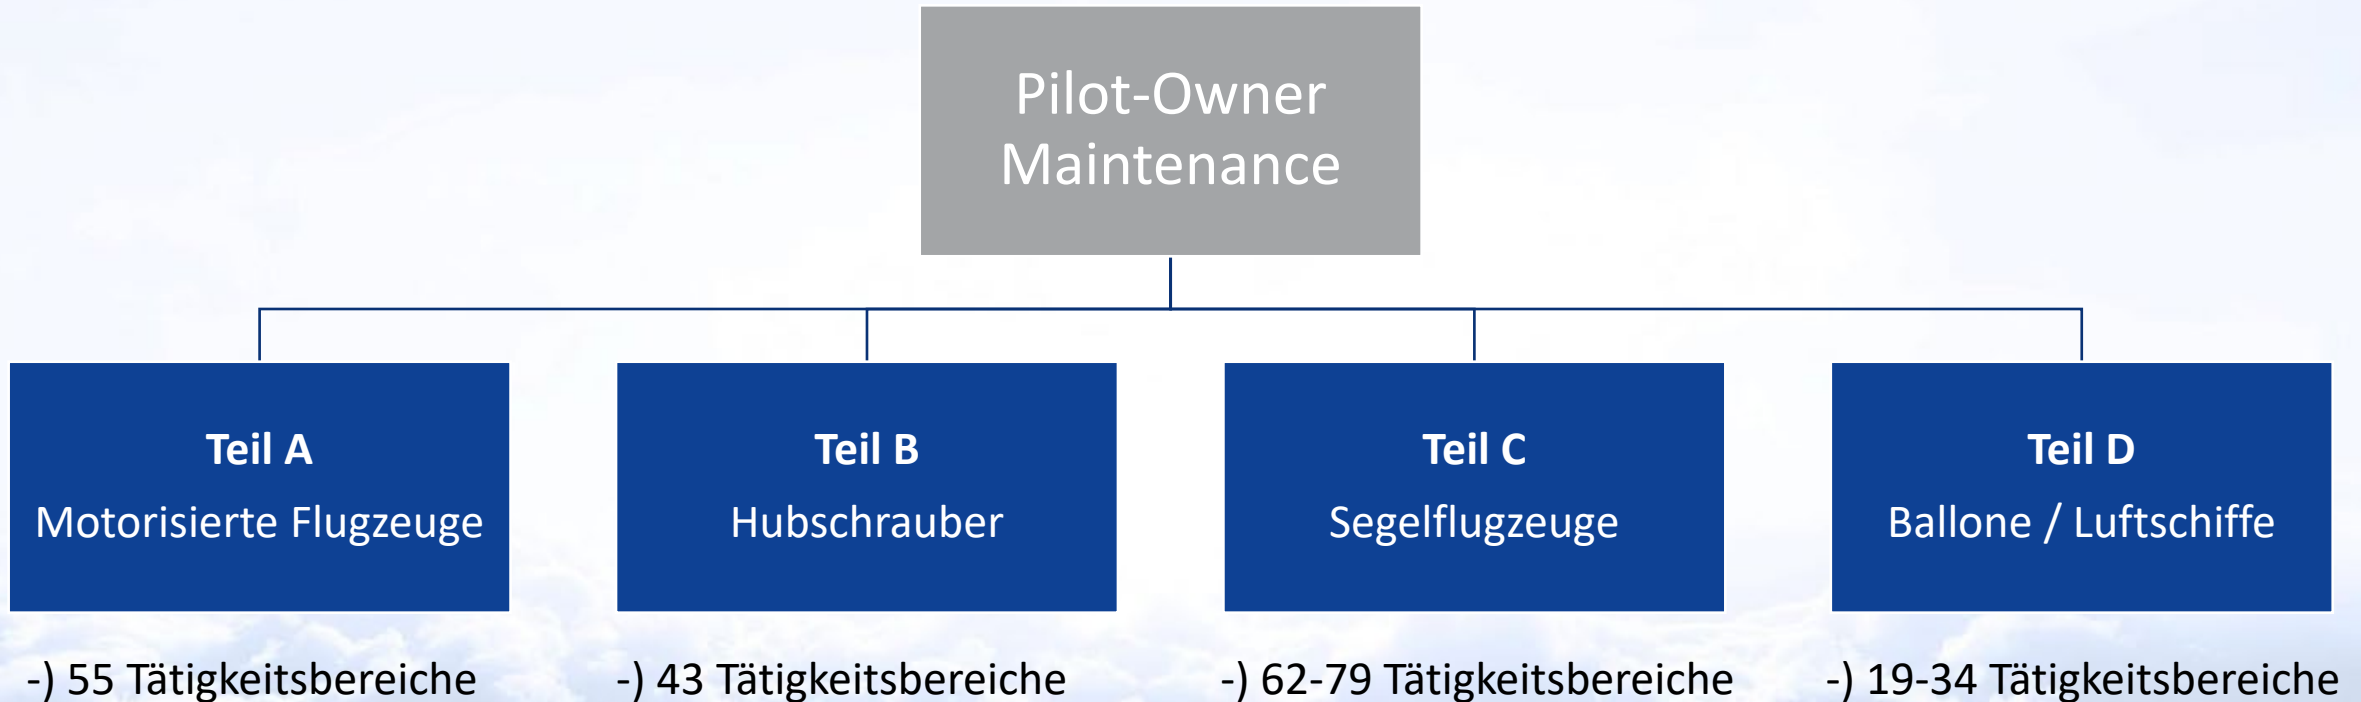 Pilot-Owner
Maintenance
Teil A
Motorisierte Flugzeuge
Teil B
Hubschrauber
Teil C
Segelflugzeuge
Teil D
Ballone / Luftschiffe
-) 55 Tätigkeitsbereiche
-) 43 Tätigkeitsbereiche
-) 62-79 Tätigkeitsbereiche
-) 19-34 Tätigkeitsbereiche